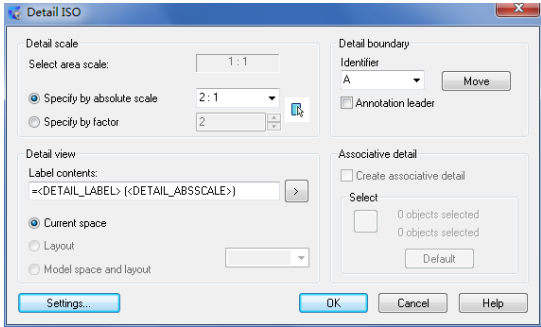 Detail ISO
Detail scale
Select area scale:
1 : 1
Specify by absolute scale
2 : 1
Specify by factor
2
Detail boundary
Identifier
A
Move
Annotation leader
Detail view
Label contents:
=<DETAIL_LABEL> (<DETAIL_ABSSCALE>)
>
Current space
Layout
Model space and layout
Associative detail
Create associative detail
Select
0 objects selected
0 objects selected
Default
Settings...
OK
Cancel
Help